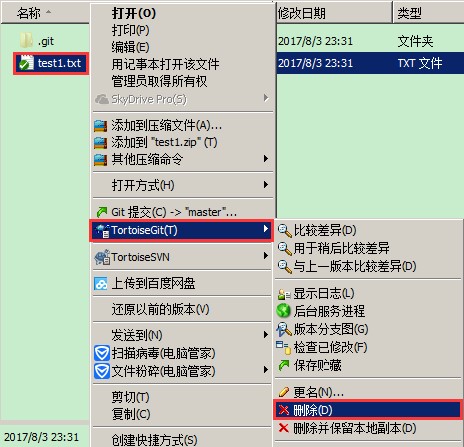 名称
修改日期
类型
.git
2017/8/3 23:31
文件夹
test1.txt
2017/8/3 23:31
TXT 文件
打开(O)
打印(P)
编辑(E)
用记事本打开该文件
管理员取得所有权
SkyDrive Pro(S)
添加到压缩文件(A)...
添加到 "test1.zip" (T)
其他压缩命令
打开方式(H)
Git 提交(C) -> "master"...
TortoiseGit(T)
TortoiseSVN
上传到百度网盘
还原以前的版本(V)
发送到(N)
扫描病毒(电脑管家)
文件粉碎(电脑管家)
剪切(T)
复制(C)
创建快捷方式(S)
比较差异(D)
用于稍后比较差异
与上一版本比较差异(D)
显示日志(L)
后台服务进程
版本分支图(G)
检查已修改(F)
保存贮藏
更名(N)...
删除(D)
删除并保留本地副本(D)
2017/8/3 23:31